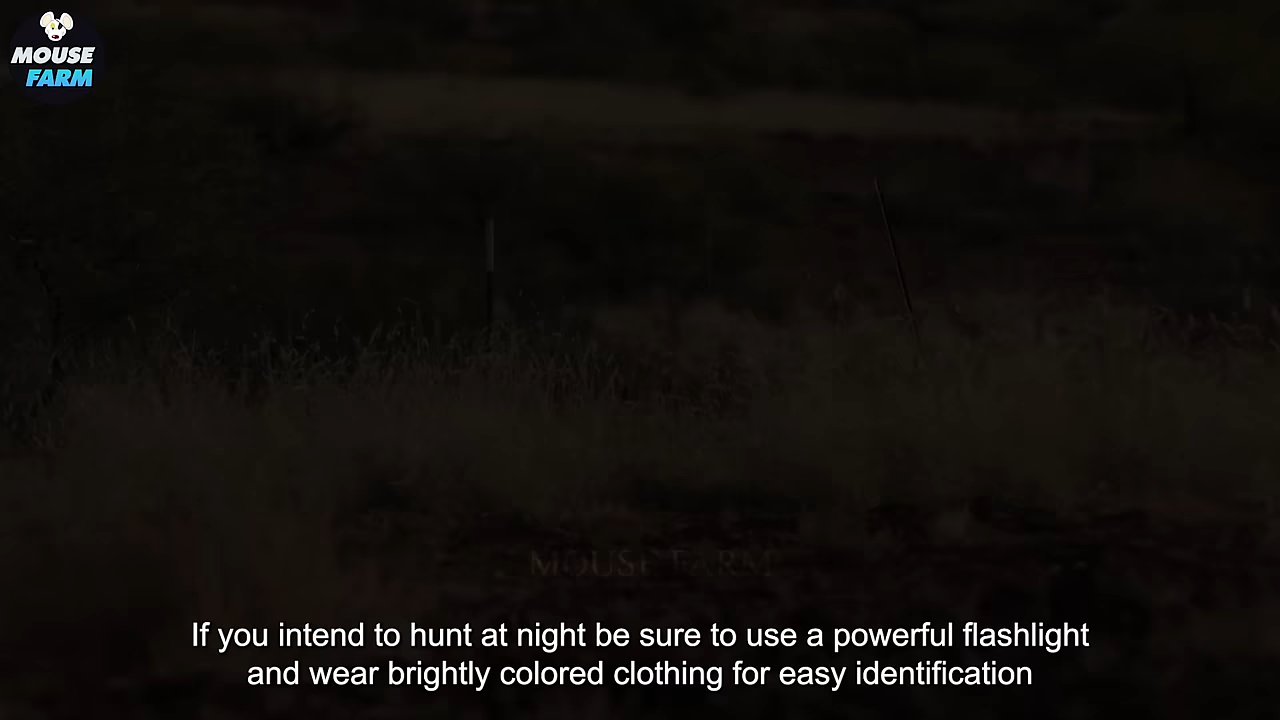 MOUSE
FARM
MOUSE FARM
If you intend to hunt at night be sure to use a powerful flashlight
and wear brightly colored clothing for easy identification